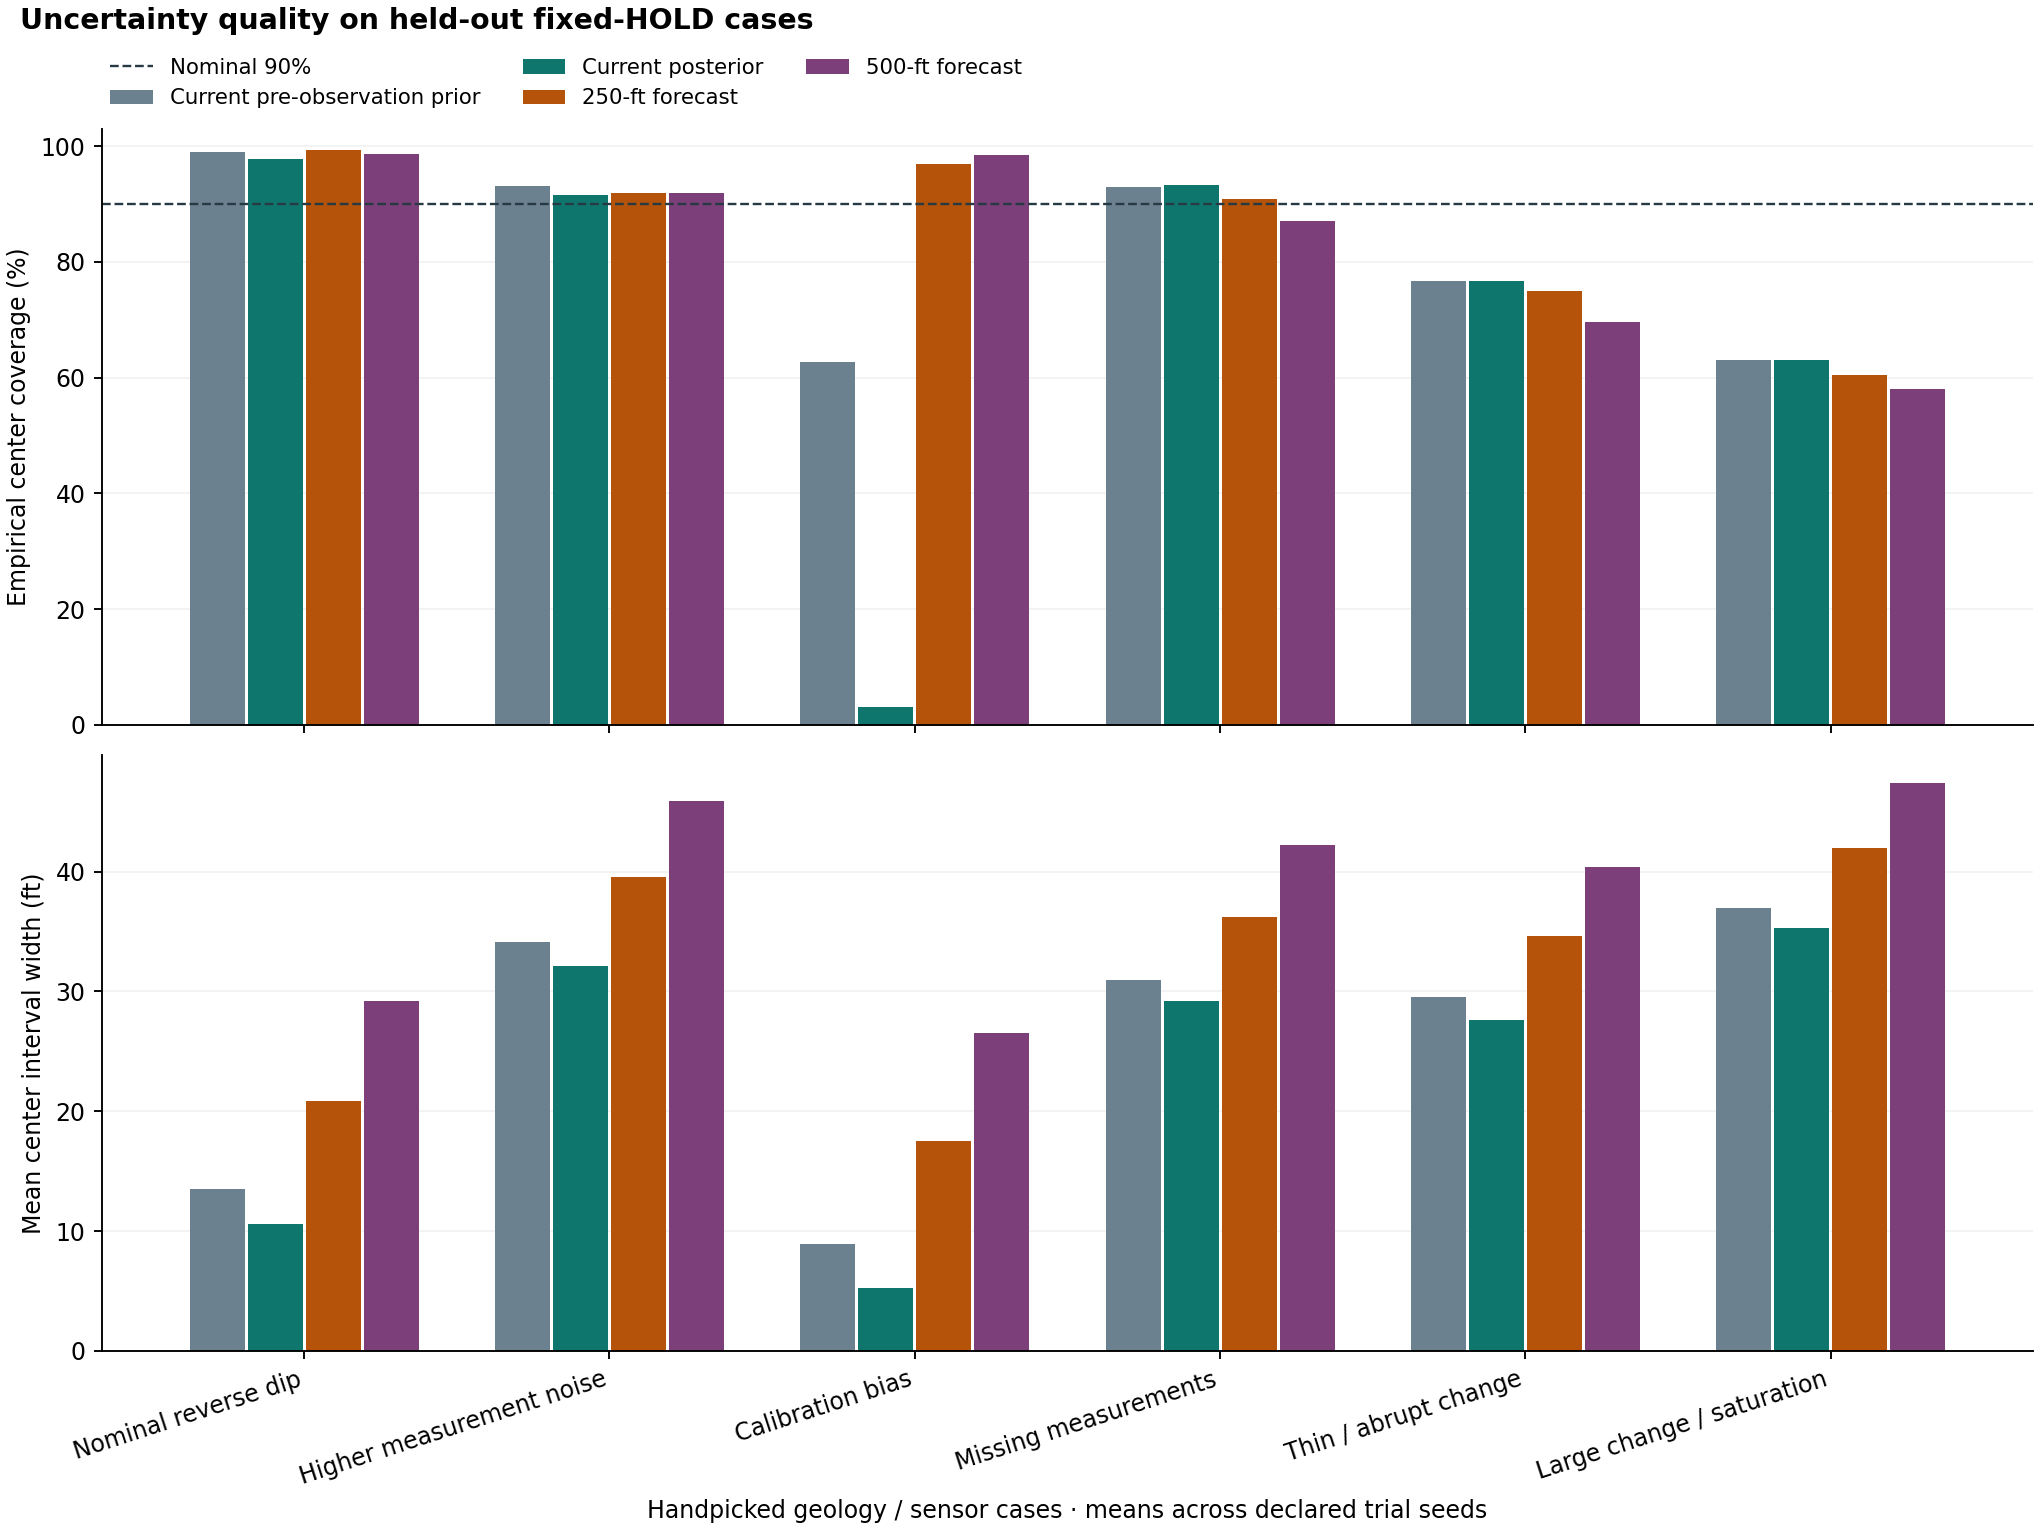 Uncertainty quality on held-out fixed-HOLD cases
Nominal 90%
Current pre-observation prior
Current posterior
250-ft forecast
500-ft forecast
Empirical center coverage (%)
100
80
60
40
20
0
Mean center interval width (ft)
40
30
20
10
0
Nominal reverse dip
Higher measurement noise
Calibration bias
Missing measurements
Thin / abrupt change
Large change / saturation
Handpicked geology / sensor cases · means across declared trial seeds